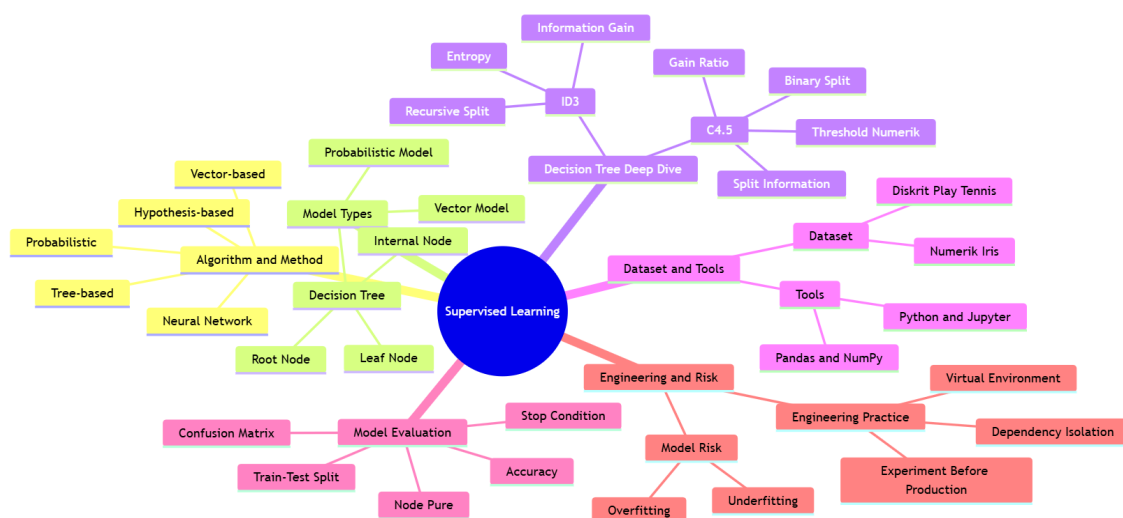 Information Gain
Entropy
Gain Ratio
Binary Split
ID3
Recursive Split
C4.5
Threshold Numerik
Probabilistic Model
Decision Tree Deep Dive
Split Information
Vector-based
Diskrit Play Tennis
Hypothesis-based
Model Types
Vector Model
Dataset
Probabilistic
Internal Node
Numerik Iris
Algorithm and Method
Dataset and Tools
Tree-based
Decision Tree
Tools
Neural Network
Supervised Learning
Python and Jupyter
Root Node
Leaf Node
Pandas and NumPy
Engineering and Risk
Virtual Environment
Stop Condition
Engineering Practice
Confusion Matrix
Model Evaluation
Dependency Isolation
Model Risk
Train-Test Split
Accuracy
Experiment Before
Production
Node Pure
Underfitting
Overfitting